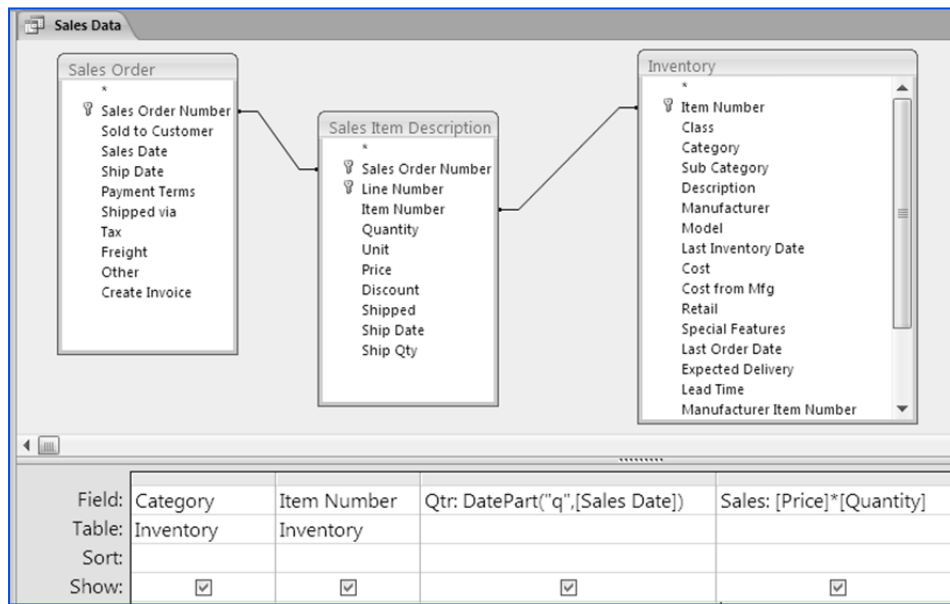 Sales Data
Sales Order
*
Sales Order Number
Sold to Customer
Sales Date
Ship Date
Payment Terms
Shipped via
Tax
Freight
Other
Create Invoice
Sales Item Description
*
Sales Order Number
Line Number
Item Number
Quantity
Unit
Price
Discount
Shipped
Ship Date
Ship Qty
Inventory
*
Item Number
Class
Category
Sub Category
Description
Manufacturer
Model
Last Inventory Date
Cost
Cost from Mfg
Retail
Special Features
Last Order Date
Expected Delivery
Lead Time
Manufacturer Item Number
Field: Category Item Number Qtr: DatePart("q",[Sales Date]) Sales: [Price]*[Quantity]
Table: Inventory Inventory
Sort:
Show: